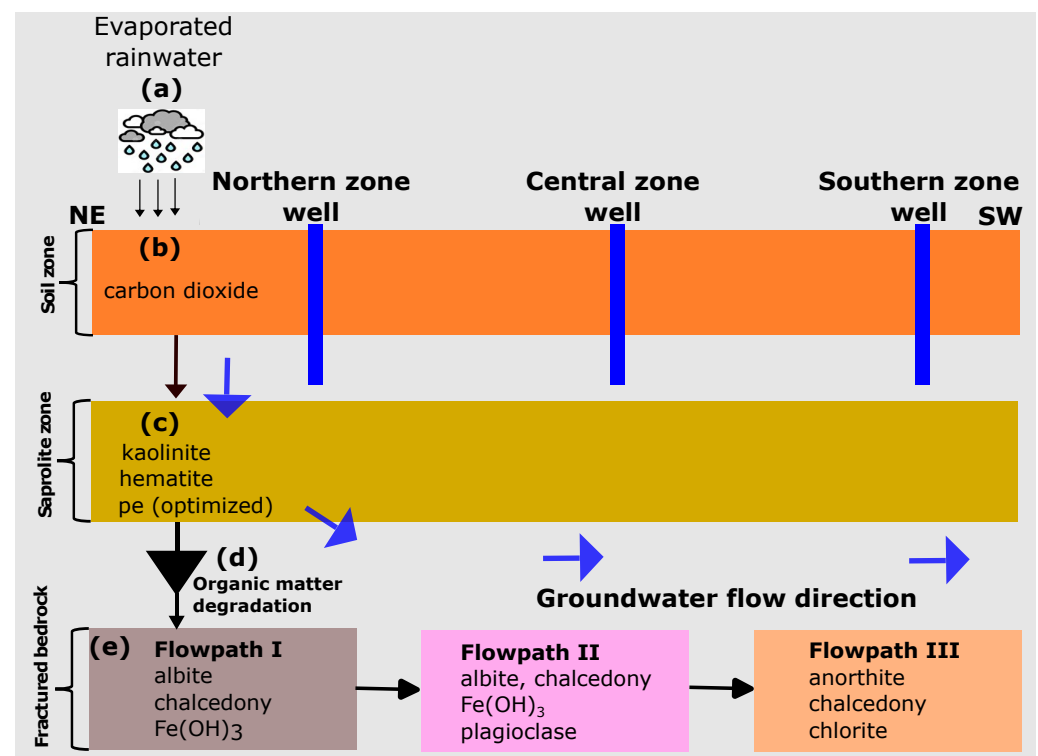 Evaporated
rainwater
(a)
Northern zone
well
Central zone
well
Southern zone
well
NE
SW
Soil zone
(b)
carbon dioxide
Saprolite zone
(c)
kaolinite
hematite
pe (optimized)
(d)
Organic matter
degradation
Groundwater flow direction
Fractured bedrock
(e)
Flowpath I
albite
chalcedony
Fe(OH)3
Flowpath II
albite, chalcedony
Fe(OH)₃
plagioclase
Flowpath III
anorthite
chalcedony
chlorite